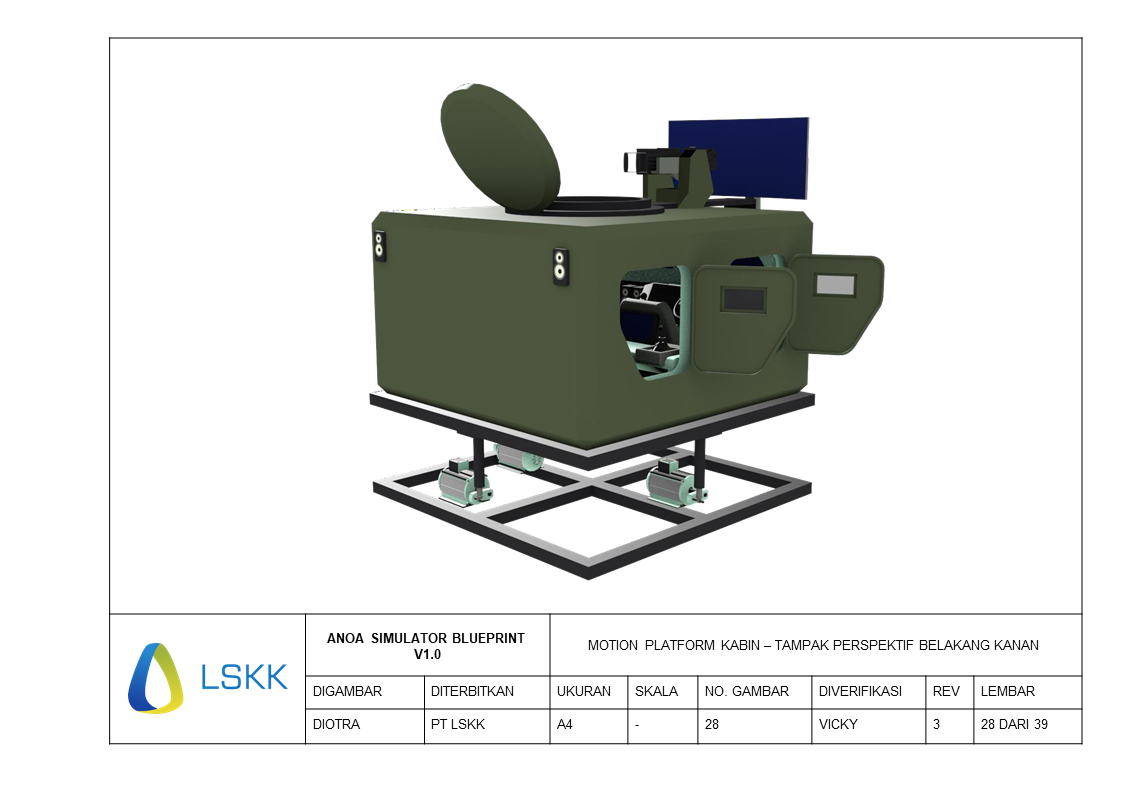 LSKK
ANOA SIMULATOR BLUEPRINT
V1.0
MOTION PLATFORM KABIN – TAMPAK PERSPEKTIF BELAKANG KANAN
DIGAMBAR DITERBITKAN UKURAN SKALA NO. GAMBAR DIVERIFIKASI REV LEMBAR
DIOTRA PT LSKK A4 - 28 VICKY 3 28 DARI 39